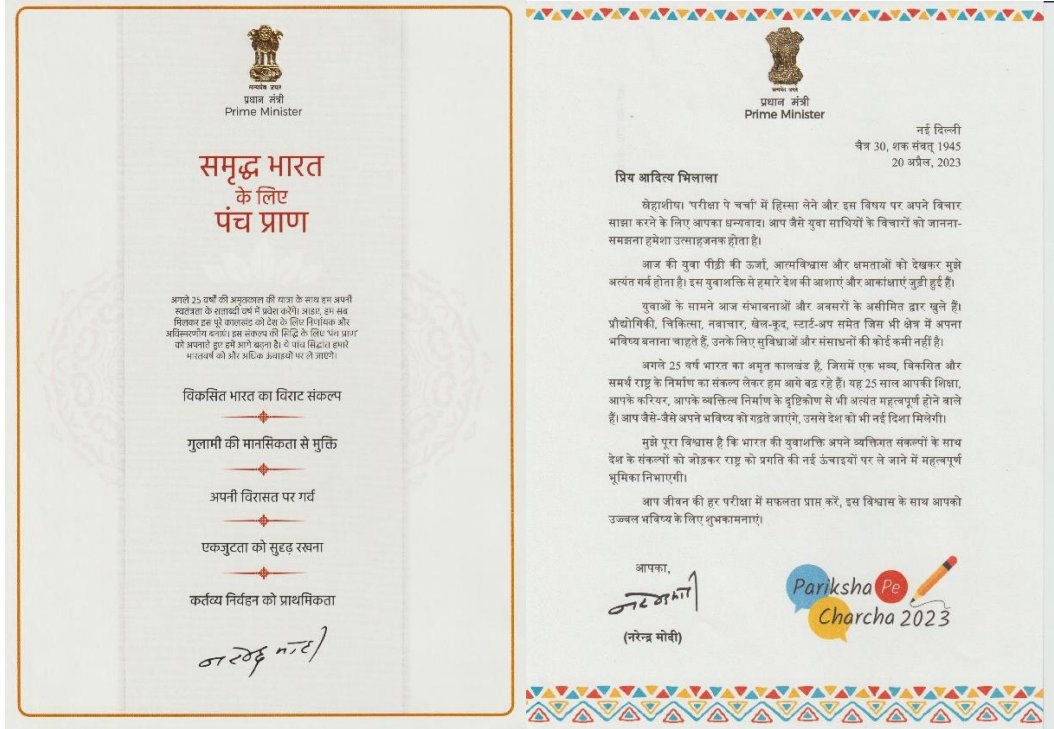 सत्यमेव जयते
प्रधान मंत्री
Prime Minister
समृद्ध भारत
के लिए
पंच प्राण
अगले 25 वर्षों की अमृतकाल की यात्रा के साथ हम अपनी
स्वतंत्रता के शताब्दी वर्ष में प्रवेश करेंगे। आइए, हम सब
मिलकर इस पूरे कालखंड को देश के लिए निर्णायक और
अविस्मरणीय बनाएं। इस संकल्प की सिद्धि के लिए 'पंच प्राण'
को अपनाते हुए हमें आगे बढ़ना है। ये पांच सिद्धांत हमारे
भारतवर्ष को और अधिक ऊंचाइयों पर ले जाएंगे।
विकसित भारत का विराट संकल्प
गुलामी की मानसिकता से मुक्ति
अपनी विरासत पर गर्व
एकजुटता को सुदृढ़ रखना
कर्तव्य निर्वहन को प्राथमिकता
सत्यमेव जयते
प्रधान मंत्री
Prime Minister
नई दिल्ली
चैत्र 30, शक संवत् 1945
20 अप्रैल, 2023
प्रिय आदित्य भिलाला
स्नेहाशीष। 'परीक्षा पे चर्चा' में हिस्सा लेने और इस विषय पर अपने विचार
साझा करने के लिए आपका धन्यवाद। आप जैसे युवा साथियों के विचारों को जानना-
समझना हमेशा उत्साहजनक होता है।
आज की युवा पीढ़ी की ऊर्जा, आत्मविश्वास और क्षमताओं को देखकर मुझे
अत्यंत गर्व होता है। इस युवाशक्ति से हमारे देश की आशाएं और आकांक्षाएं जुड़ी हुई हैं।
युवाओं के सामने आज संभावनाओं और अवसरों के असीमित द्वार खुले हैं।
प्रौद्योगिकी, चिकित्सा, नवाचार, खेल-कूद, स्टार्ट-अप समेत जिस भी क्षेत्र में अपना
भविष्य बनाना चाहते हैं, उनके लिए सुविधाओं और संसाधनों की कोई कमी नहीं है।
अगले 25 वर्ष भारत का अमृत कालखंड है, जिसमें एक भव्य, विकसित और
समर्थ राष्ट्र के निर्माण का संकल्प लेकर हम आगे बढ़ रहे हैं। यह 25 साल आपकी शिक्षा,
आपके करियर, आपके व्यक्तित्व निर्माण के दृष्टिकोण से भी अत्यंत महत्वपूर्ण होने वाले
हैं। आप जैसे-जैसे अपने भविष्य को गढ़ते जाएंगे, उससे देश को भी नई दिशा मिलेगी।
मुझे पूरा विश्वास है कि भारत की युवाशक्ति अपने व्यक्तिगत संकल्पों के साथ
देश के संकल्पों को जोड़कर राष्ट्र को प्रगति की नई ऊंचाइयों पर ले जाने में महत्वपूर्ण
भूमिका निभाएगी।
आप जीवन की हर परीक्षा में सफलता प्राप्त करें, इस विश्वास के साथ आपको
उज्ज्वल भविष्य के लिए शुभकामनाएं।
आपका,
(नरेन्द्र मोदी)
Pariksha Pe
Charcha 2023